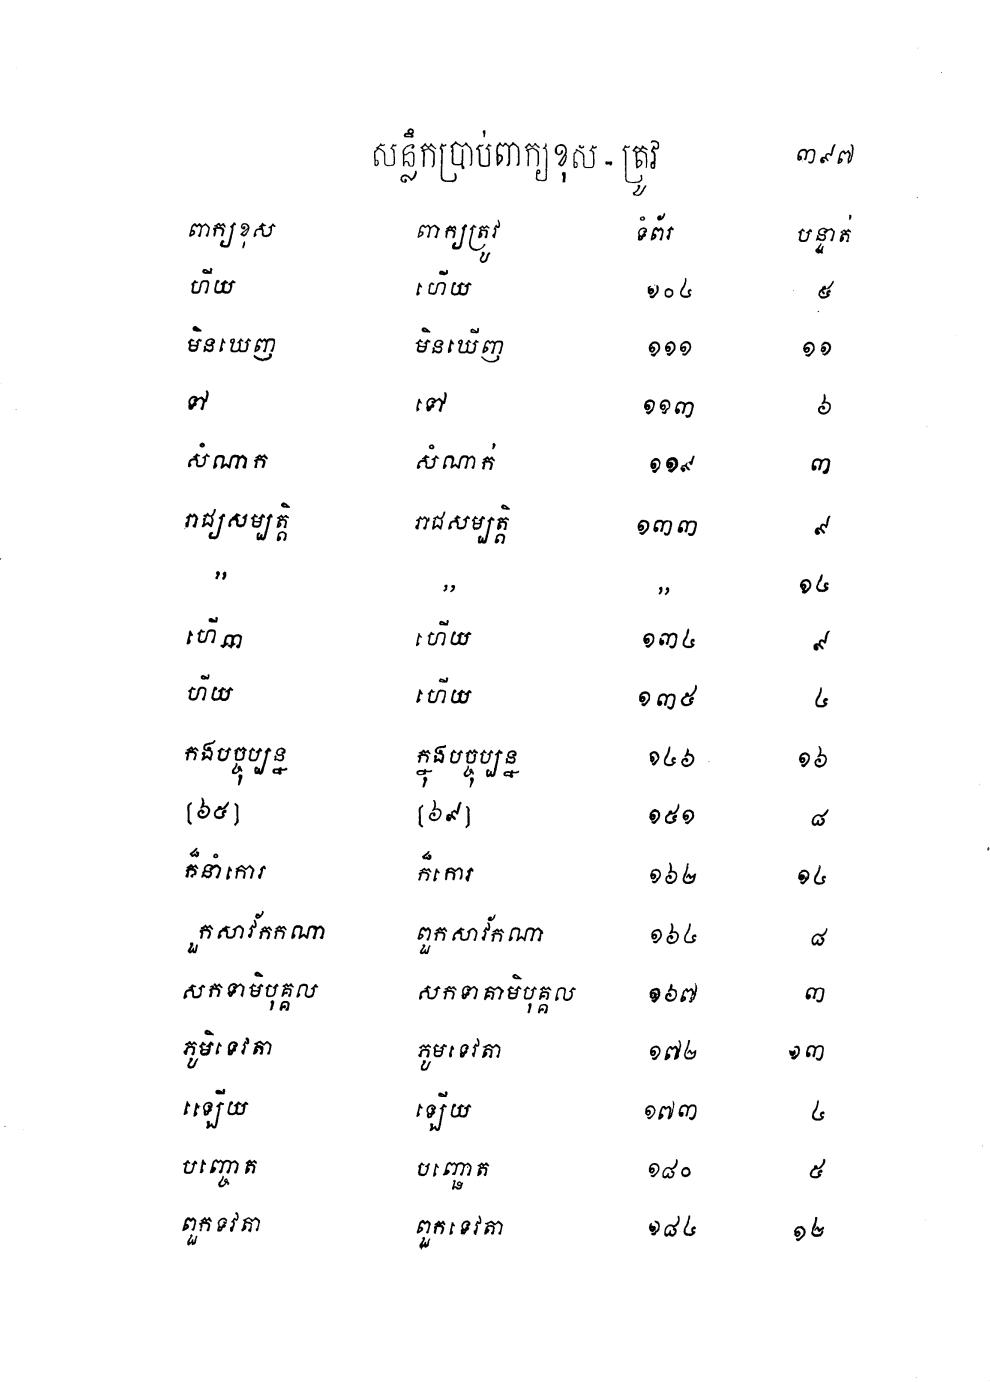 សន្លឹកប្រាប់ពាក្យខុស - ត្រូវ ៣៩៧
ពាក្យខុស ពាក្យត្រូវ ទំព័រ បន្ទាត់
ហីយ ហើយ ១០៤ ៥
មិនឃេញ មិនឃើញ ១១១ ១១
ទៅ ទៅ ១១៣ ៦
សំណាក សំណាក់ ១១៩ ៣
រាជ្យសម្បត្តិ រាជសម្បត្តិ ១៣៣ ៩
” ” ” ១៤
ហើញ ហើយ ១៣៤ ៩
ហីយ ហើយ ១៣៥ ៤
កងបច្ចុប្បន្ន ក្នុងបច្ចុប្បន្ន ១៤៦ ១៦
(៦៥) (៦៩) ១៥១ ៨
ក៏នាំកោរ ក៏កោរ ១៦២ ១៤
ួកសាវ័កកណា ពួកសាវ័កណា ១៦៤ ៨
សកទាមិបុគ្គល សកទាគាមិបុគ្គល ១៦៧ ៣
ភូមិទេវតា ភូមទេវតា ១៧២ ១៣
េឡើយ ឡើយ ១៧៣ ៤
បញ្ចោត បញ្ឆោត ១៨០ ៥
ពួកទវតា ពួកទេវតា ១៨៤ ១២